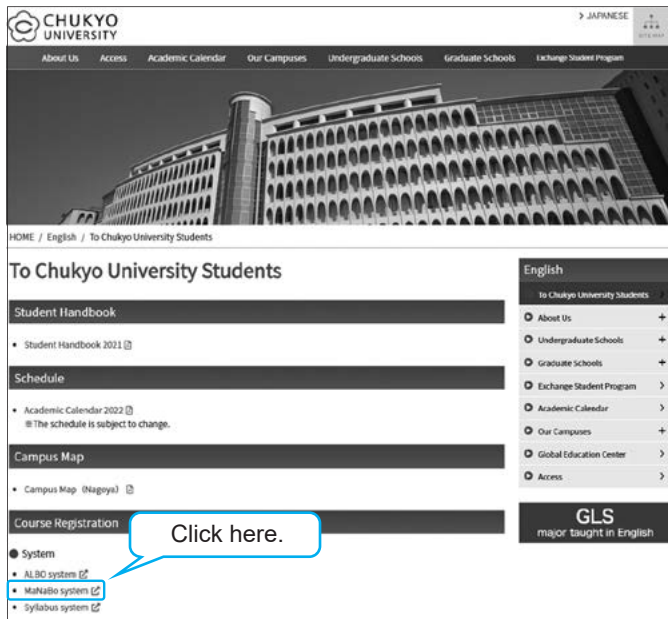 CHUKYO
UNIVERSITY
> JAPANESE
SITE MAP
About Us Access Academic Calendar Our Campuses Undergraduate Schools Graduate Schools Exchange Student Program
HOME / English / To Chukyo University Students
To Chukyo University Students
Student Handbook
• Student Handbook 2021
Schedule
• Academic Calendar 2022
※The schedule is subject to change.
Campus Map
• Campus Map (Nagoya)
Course Registration
Click here.
● System
• ALBO system
• MaNaBo system
• Syllabus system
English
To Chukyo University Students >
About Us +
Undergraduate Schools +
Graduate Schools +
Exchange Student Program >
Academic Calendar >
Our Campuses +
Global Education Center >
Access >
GLS
major taught in English